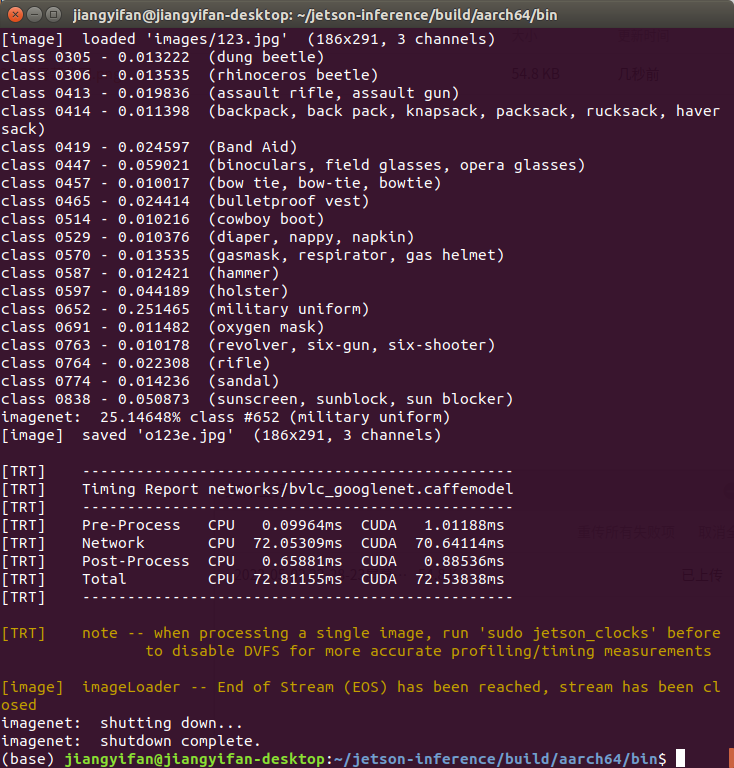 jiangyifan@jiangyifan-desktop: ~/jetson-inference/build/aarch64/bin
[image]  loaded 'images/123.jpg'  (186x291, 3 channels)
class 0305 - 0.013222  (dung beetle)
class 0306 - 0.013535  (rhinoceros beetle)
class 0413 - 0.019836  (assault rifle, assault gun)
class 0414 - 0.011398  (backpack, back pack, knapsack, packsack, rucksack, haver
sack)
class 0419 - 0.024597  (Band Aid)
class 0447 - 0.059021  (binoculars, field glasses, opera glasses)
class 0457 - 0.010017  (bow tie, bow-tie, bowtie)
class 0465 - 0.024414  (bulletproof vest)
class 0514 - 0.010216  (cowboy boot)
class 0529 - 0.010376  (diaper, nappy, napkin)
class 0570 - 0.013535  (gasmask, respirator, gas helmet)
class 0587 - 0.012421  (hammer)
class 0597 - 0.044189  (holster)
class 0652 - 0.251465  (military uniform)
class 0691 - 0.011482  (oxygen mask)
class 0763 - 0.010178  (revolver, six-gun, six-shooter)
class 0764 - 0.022308  (rifle)
class 0774 - 0.014236  (sandal)
class 0838 - 0.050873  (sunscreen, sunblock, sun blocker)
imagenet:  25.14648% class #652 (military uniform)
[image]  saved 'o123e.jpg'  (186x291, 3 channels)
[TRT]    ------------------------------------------------
[TRT]    Timing Report networks/bvlc_googlenet.caffemodel
[TRT]    ------------------------------------------------
[TRT]    Pre-Process   CPU   0.09964ms  CUDA   1.01188ms
[TRT]    Network       CPU  72.05309ms  CUDA  70.64114ms
[TRT]    Post-Process  CPU   0.65881ms  CUDA   0.88536ms
[TRT]    Total         CPU  72.81155ms  CUDA  72.53838ms
[TRT]    ------------------------------------------------
[TRT]    note -- when processing a single image, run 'sudo jetson_clocks' before
to disable DVFS for more accurate profiling/timing measurements
[image]  imageLoader -- End of Stream (EOS) has been reached, stream has been cl
osed
imagenet:  shutting down...
imagenet:  shutdown complete.
(base) jiangyifan@jiangyifan-desktop:~/jetson-inference/build/aarch64/bin$